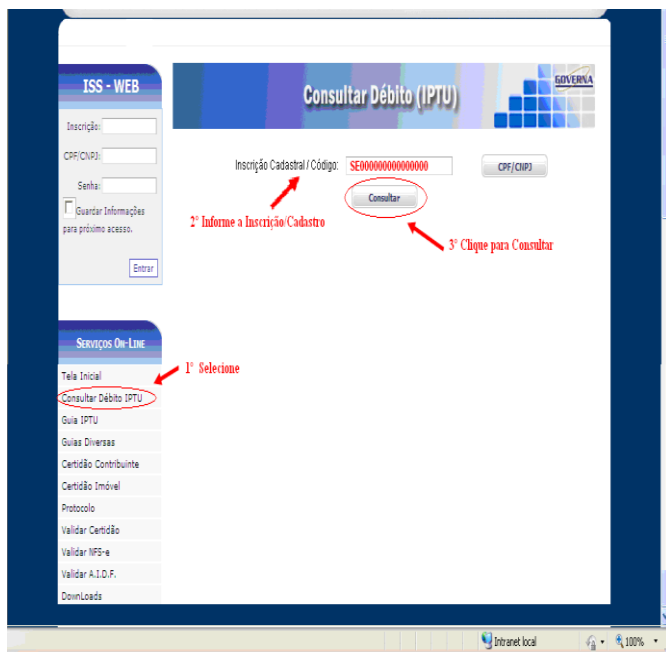 ISS - WEB
Inscrição:
CPF/CNPJ:
Senha:
Guardar Informações
para próximo acesso.
Entrar
Consultar Débito (IPTU)
GOVERNA
Inscrição Cadastral / Código:
SE000000000000000
CPF/CNPJ
Consultar
2° Informe a Inscrição/Cadastro
3° Clique para Consultar
SERVIÇOS ON-LINE
1° Selecione
Tela Inicial
Consultar Débito IPTU
Guia IPTU
Guias Diversas
Certidão Contribuinte
Certidão Imóvel
Protocolo
Validar Certidão
Validar NFS-e
Validar A.I.D.F.
DownLoads
Intranet local
100%